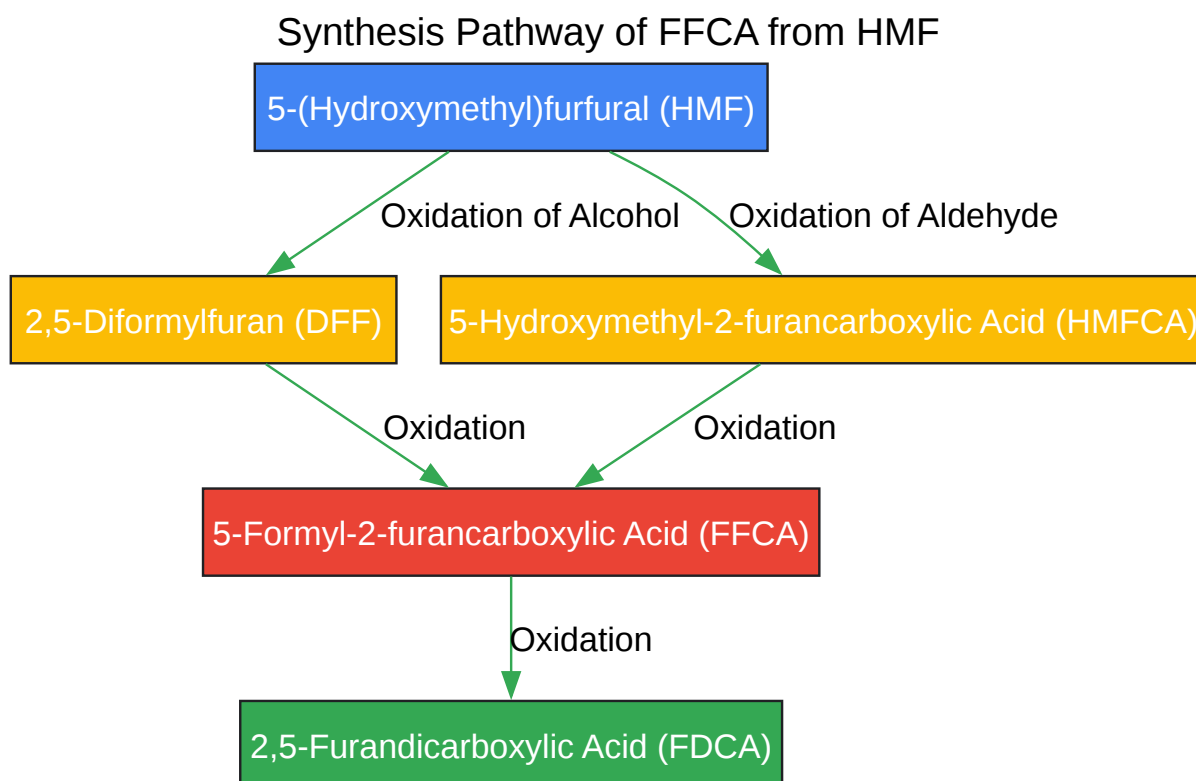 Synthesis Pathway of FFCA from HMF
5-(Hydroxymethyl)furfural (HMF)
Oxidation of Alcohol
Oxidation of Aldehyde
2,5-Diformylfuran (DFF)
5-Hydroxymethyl-2-furancarboxylic Acid (HMFCA)
Oxidation
Oxidation
5-Formyl-2-furancarboxylic Acid (FFCA)
Oxidation
2,5-Furandicarboxylic Acid (FDCA)